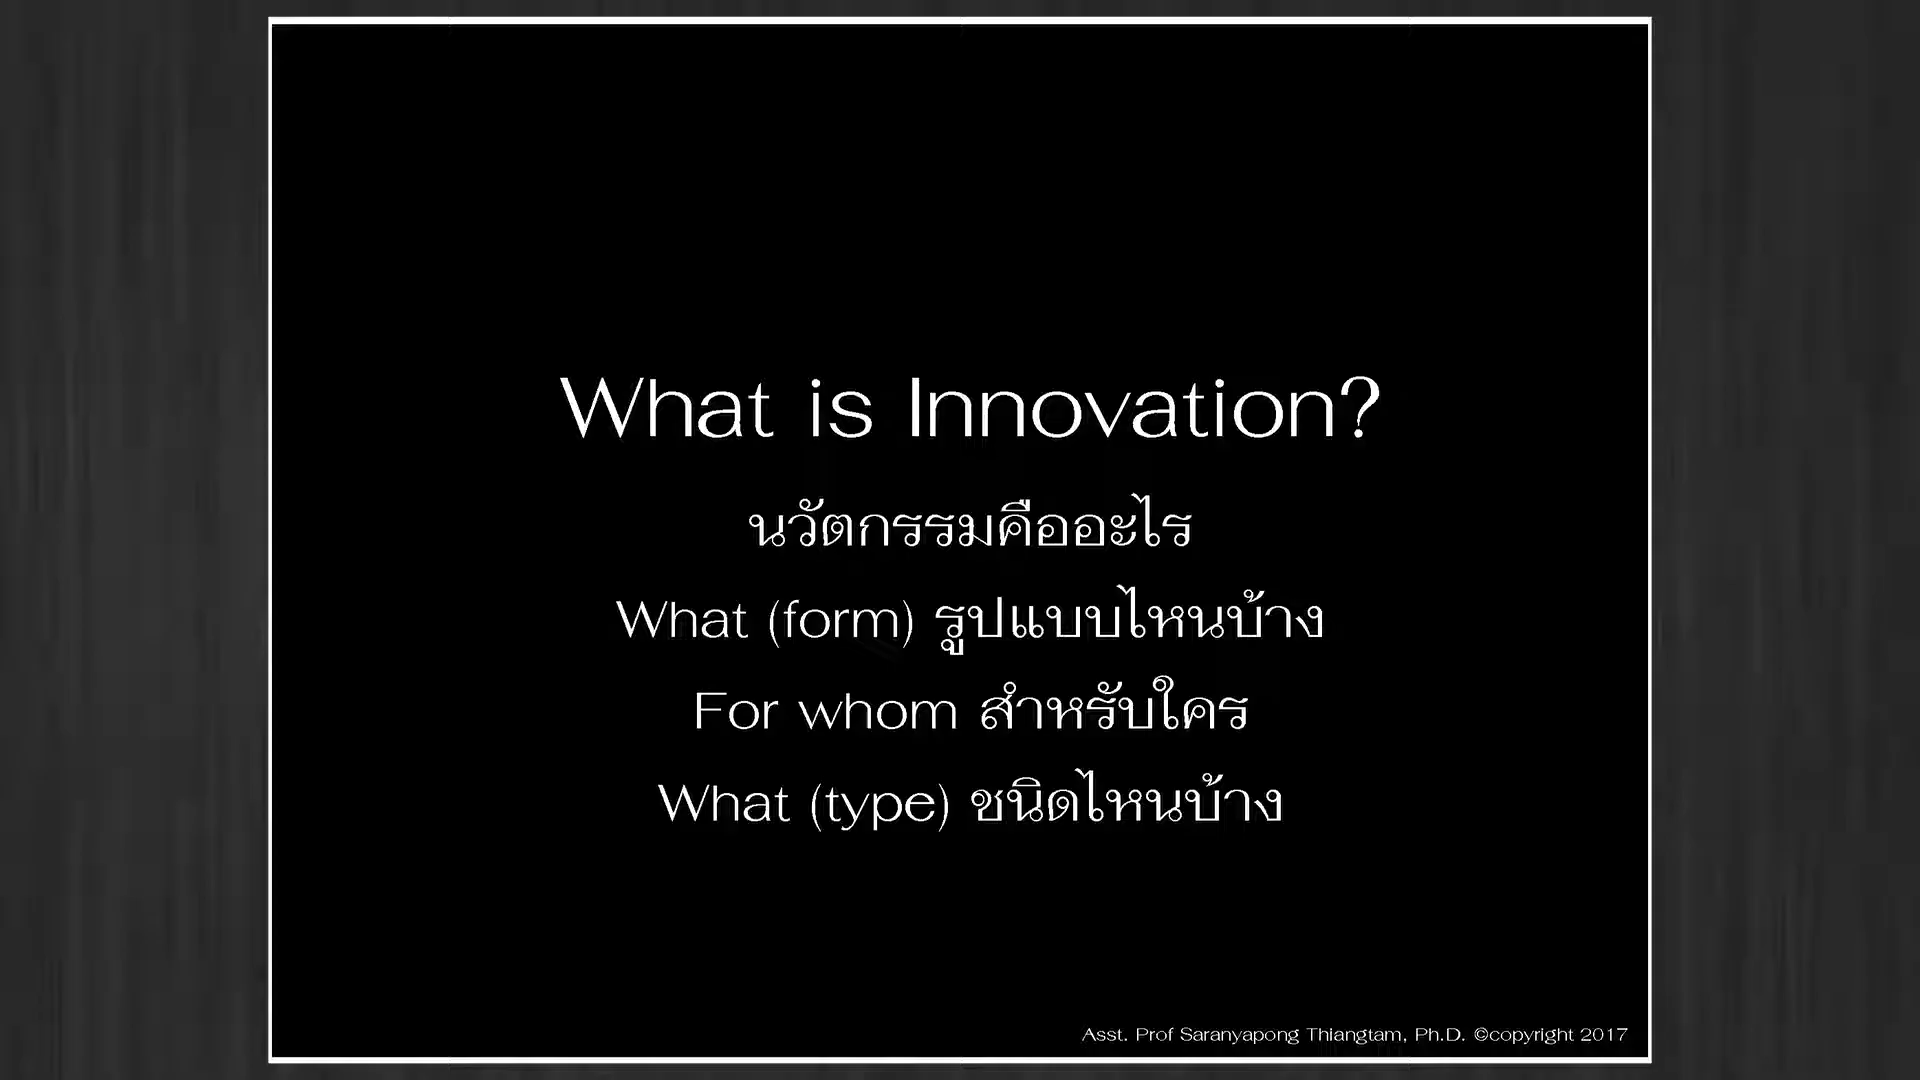 What is Innovation?
นวัตกรรมคืออะไร
What (form) รูปแบบไหนบ้าง
For whom สำหรับใคร
What (type) ชนิดไหนบ้าง
Asst. Prof Saranyapong Thiangtam, Ph.D. ©copyright 2017